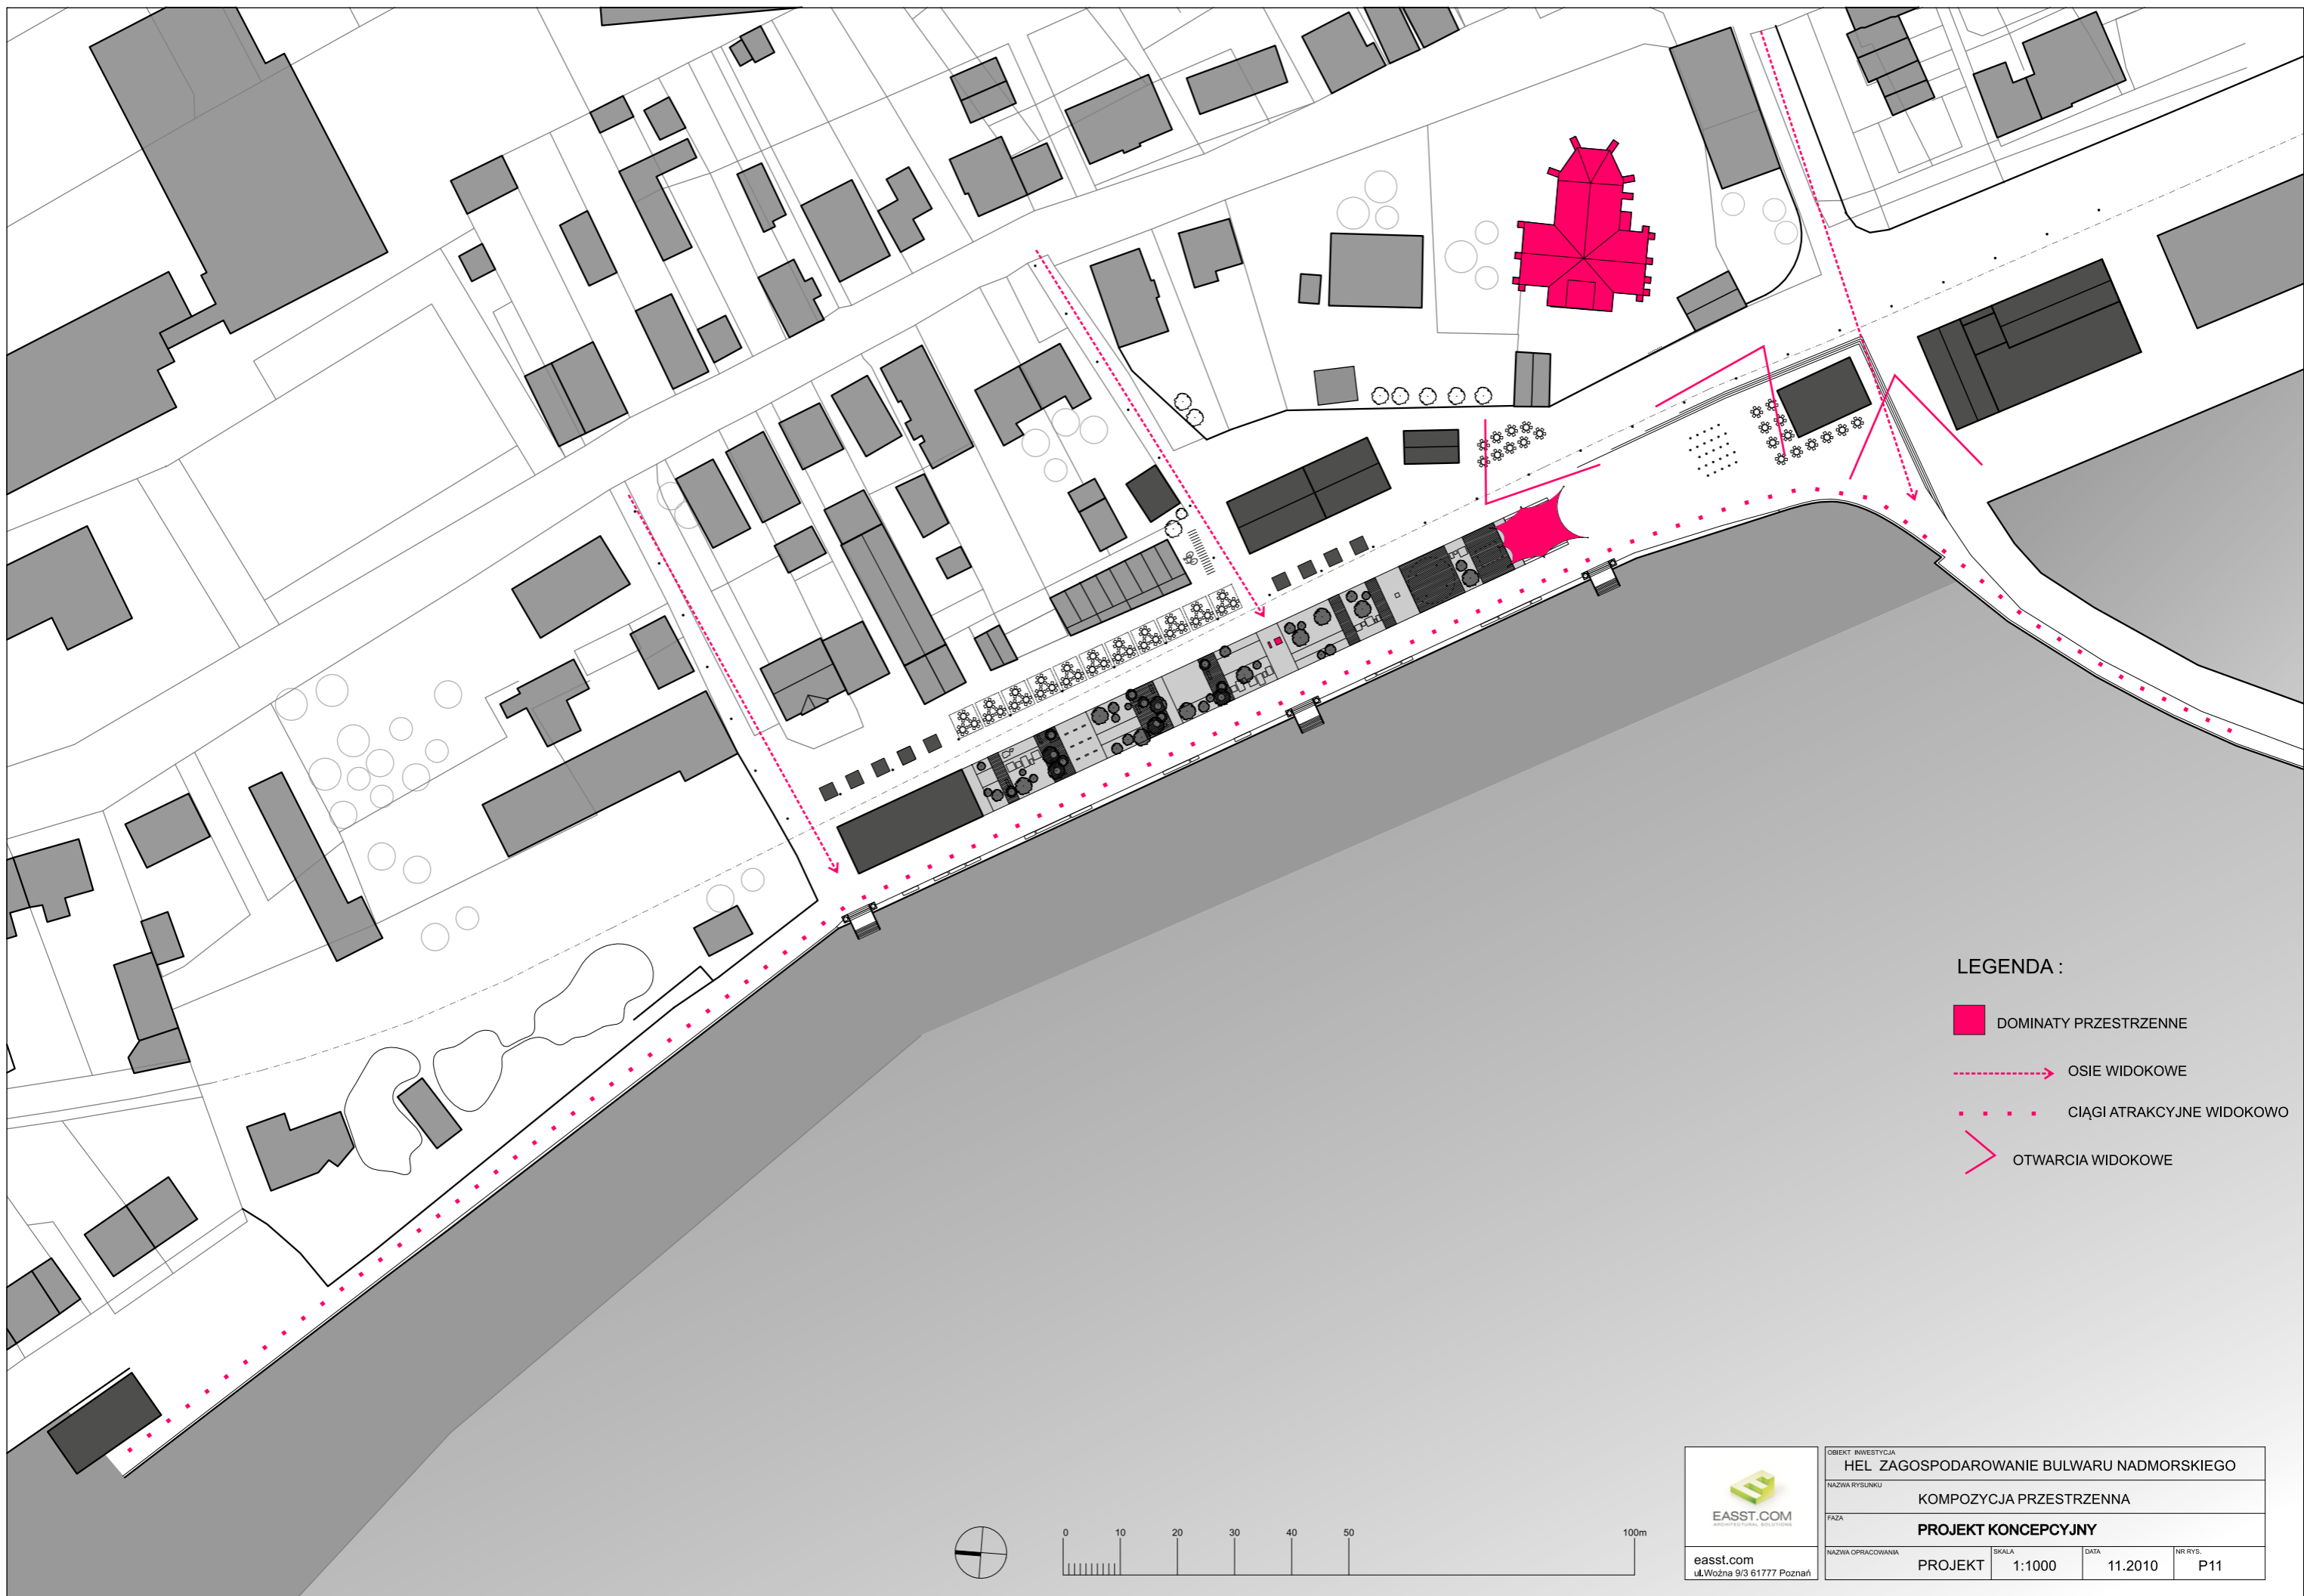 LEGENDA :
DOMINATY PRZESTRZENNE
OSIE WIDOKOWE
CIĄGI ATRAKCYJNE WIDOKOWO
OTWARCIA WIDOKOWE
0 10 20 30 40 50 100m
EASST.COM
ARCHITECTURAL SOLUTIONS
easst.com
ul.Woźna 9/3 61777 Poznań
OBIEKT INWESTYCJA
HEL ZAGOSPODAROWANIE BULWARU NADMORSKIEGO
NAZWA RYSUNKU
KOMPOZYCJA PRZESTRZENNA
FAZA
PROJEKT KONCEPCYJNY
NAZWA OPRACOWANIA
PROJEKT
SKALA
1:1000
DATA
11.2010
NR RYS.
P11